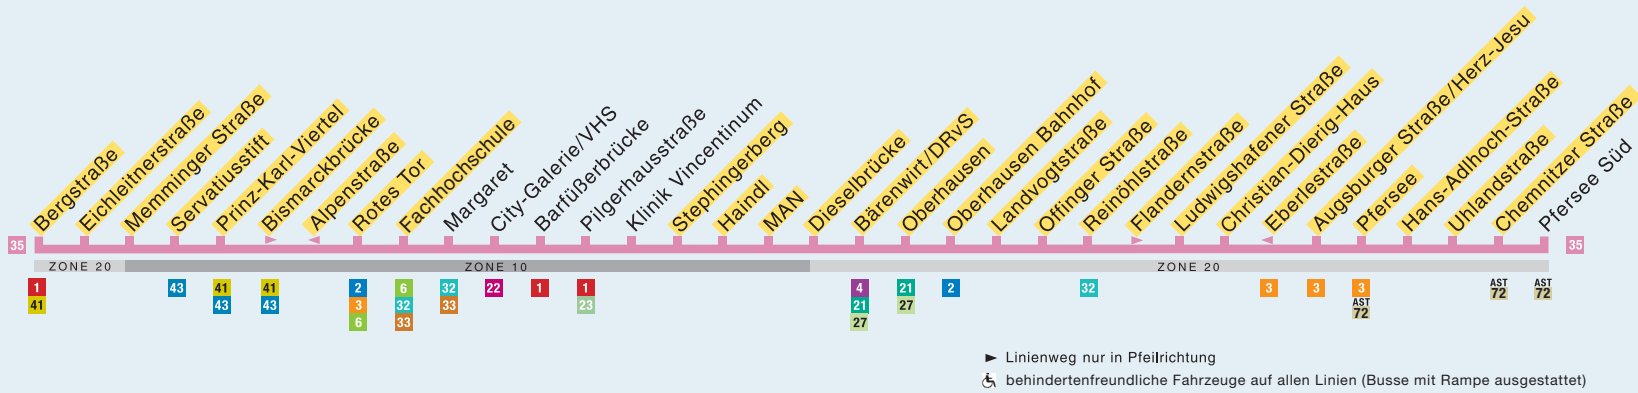 Bergstraße
Eichleitnerstraße
Memminger Straße
Servatiusstift
Prinz-Karl-Viertel
Bismarckbrücke
Alpenstraße
Rotes Tor
Fachhochschule
Margaret
City-Galerie/VHS
Barfüßerbrücke
Pilgerhausstraße
Klinik Vincentinum
Stephingerberg
Haindl
MAN
Dieselbrücke
Bärenwirt/DRvS
Oberhausen
Oberhausen Bahnhof
Landvogtstraße
Offinger Straße
Reinöhlstraße
Flandernstraße
Ludwigshafener Straße
Christian-Dierig-Haus
Eberlestraße
Augsburger Straße/Herz-Jesu
Pfersee
Hans-Adlhoch-Straße
Uhlandstraße
Chemnitzer Straße
Pfersee Süd
35 35
ZONE 20 ZONE 10 ZONE 20
1 43 41 41 2 6 32 22 1 1 4 21 2 32 3 3 3 AST 72 AST 72
41 43 43 3 32 33 23 21 27 AST 72
6 33 27
► Linienweg nur in Pfeilrichtung
behindertenfreundliche Fahrzeuge auf allen Linien (Busse mit Rampe ausgestattet)